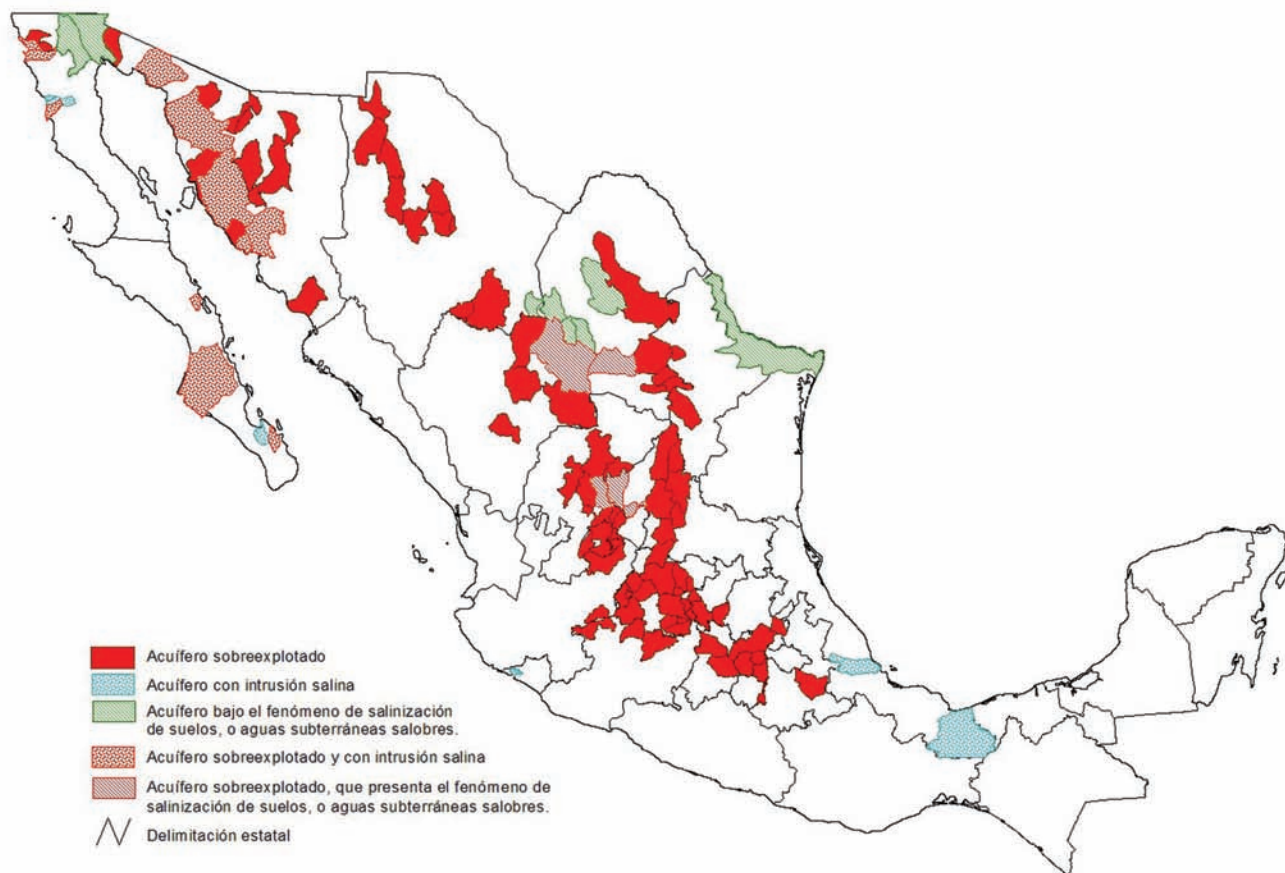 Acuífero sobreexplotado
Acuífero con intrusión salina
Acuífero bajo el fenómeno de salinización
de suelos, o aguas subterráneas salobres.
Acuífero sobreexplotado y con intrusión salina
Acuífero sobreexplotado, que presenta el fenómeno de
salinización de suelos, o aguas subterráneas salobres.
Delimitación estatal